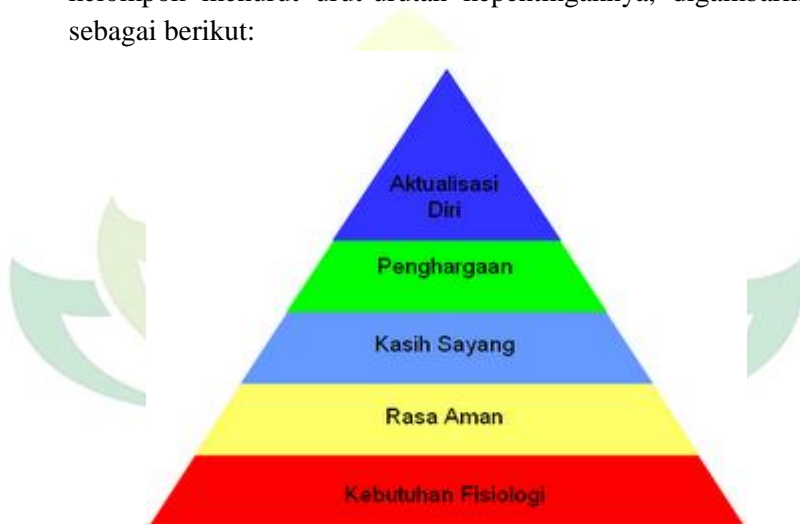 kelompok menurut urut-urutan kepentingannya, digambarkan
sebagai berikut:
Aktualisasi
Diri
Penghargaan
Kasih Sayang
Rasa Aman
Kebutuhan Fisiologi